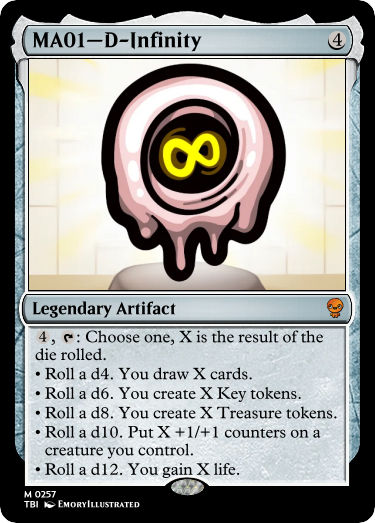 MA01—D-Infinity 4
∞
Legendary Artifact
4, T: Choose one, X is the result of the
die rolled.
• Roll a d4. You draw X cards.
• Roll a d6. You create X Key tokens.
• Roll a d8. You create X Treasure tokens.
• Roll a d10. Put X +1/+1 counters on a
creature you control.
• Roll a d12. You gain X life.
M 0257
TBI EmoryIllustrated